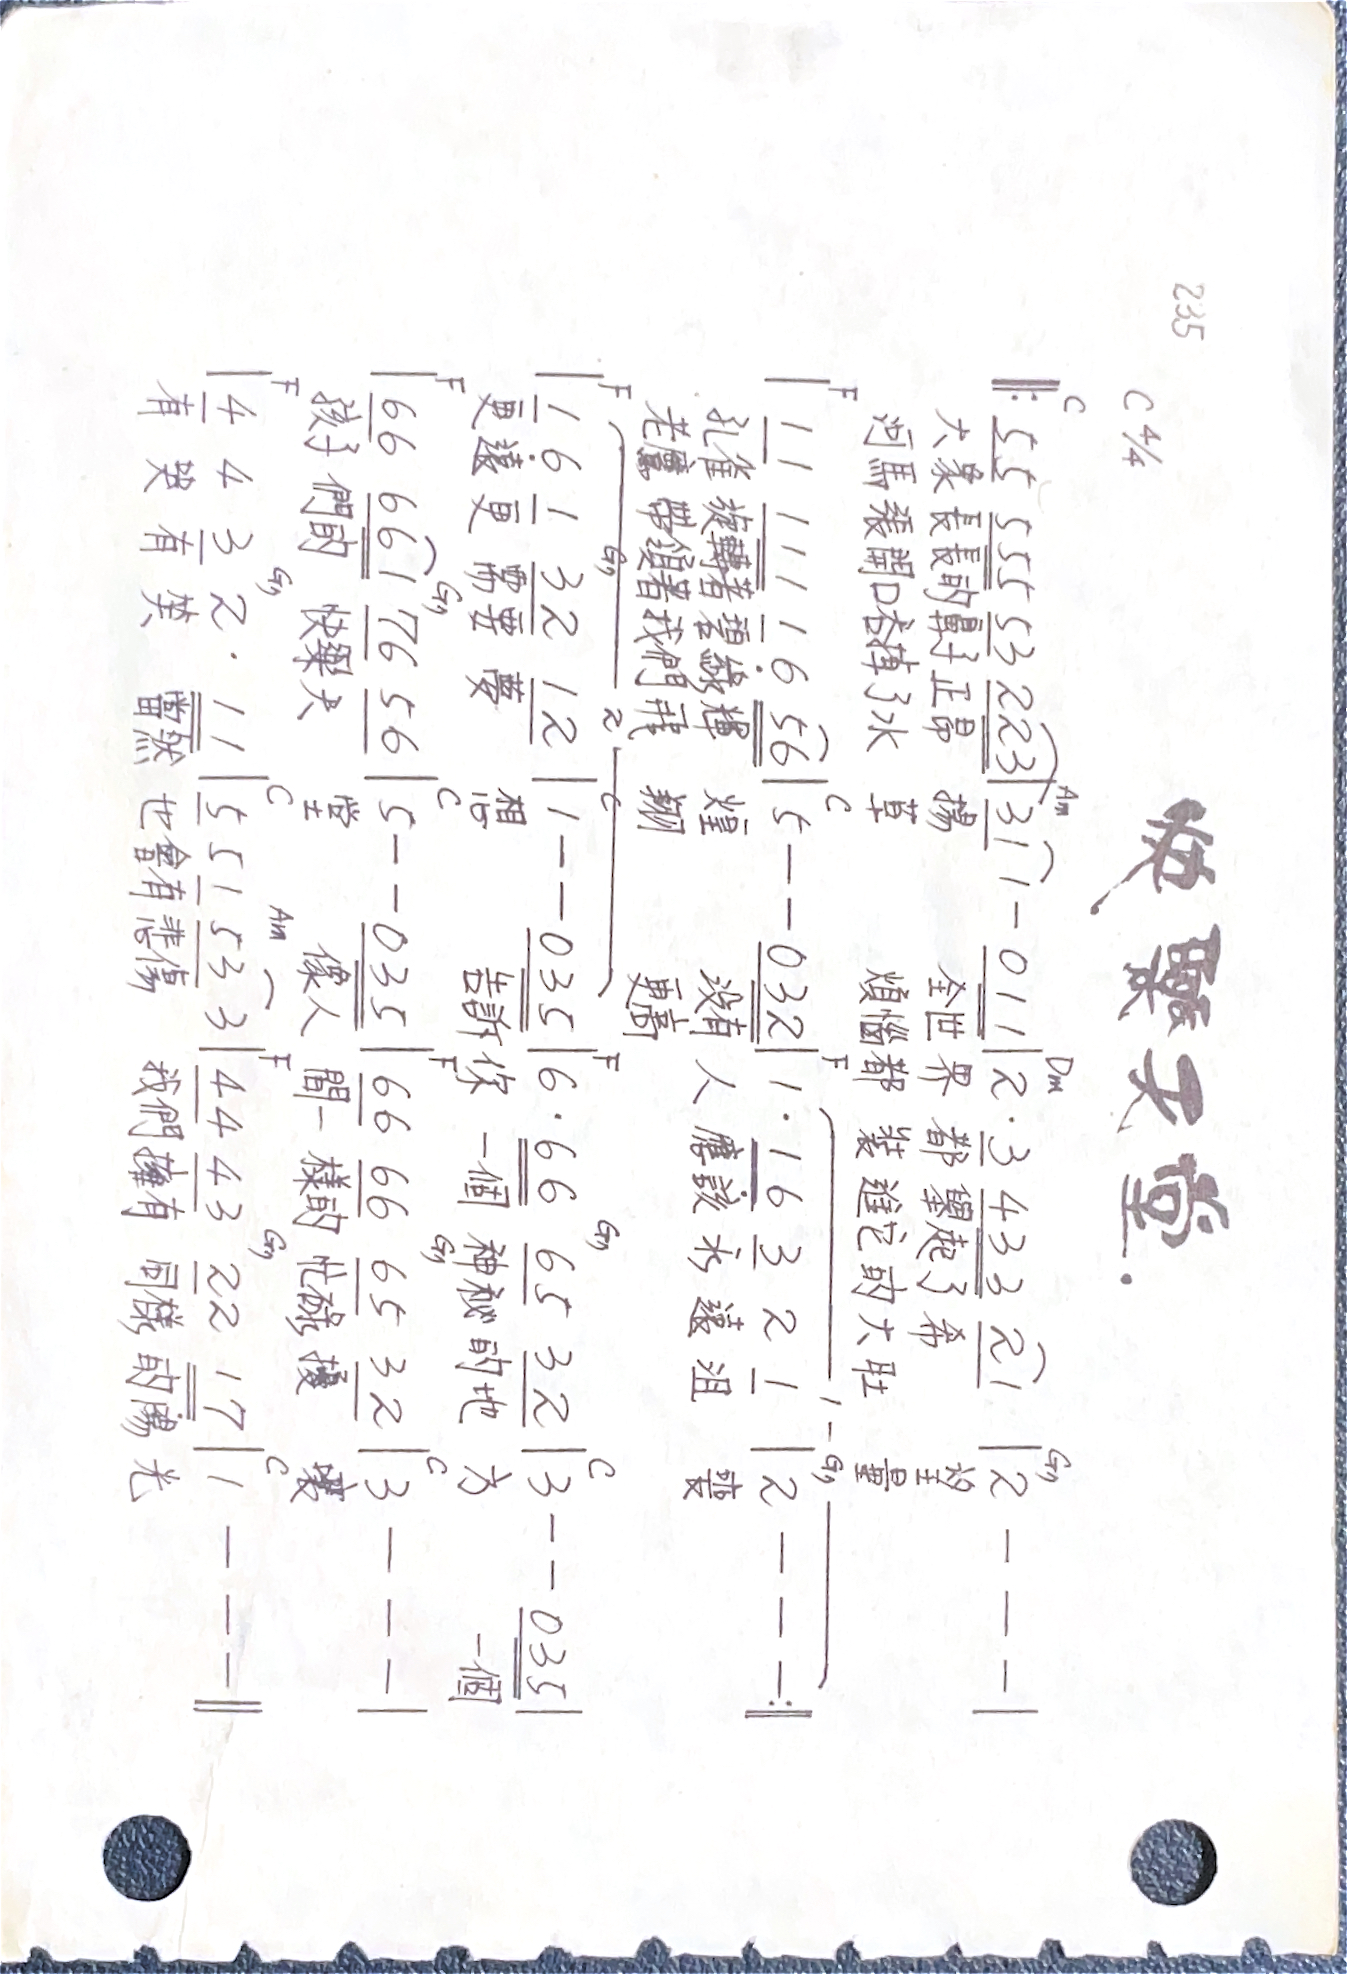 235
快樂天堂.
C 4/4
C Am Dm G7
‖: 55 555 53 223 | 31 1 - 011 | 2 · 3 433 21 | 2 - - - |
大象長長的鼻子正昂 揚 全世界 都舉起了希 望
河馬張開口吞掉了水 草 煩惱都 裝進它的大肚 量
F C F 1 - G7
| 11 111 1 6̣ 56 | 5 - - 032 | 1 · 16̣ 3 2 1 | 2 - - - :‖
孔雀旋轉著碧綠輝 煌 沒有 人 應該永遠沮 喪
老鷹帶領著我們飛 翔 更高
F G7 2 C F G7 C
| 1 6̣ 1 32 12 | 1 - - 035 | 6 · 66 65 32 | 3 - - 035 |
更遠更 需要夢 想 告訴你 一個 神祕的地 方 一個
F G7 C F G7 C
| 66 661 76 56 | 5 - - 035 | 66 66 65 32 | 3 - - - |
孩子們的 快樂天 堂 像人 間一樣的忙碌擾 壤
F G7 C Am F G7 C
| 4 4 3 2 · 11 | 5 5 1 53 3 | 44 43 22 17̣ | 1 - - - ‖
有 哭 有 笑 當然 也會有悲傷 我們擁有 同樣的陽 光